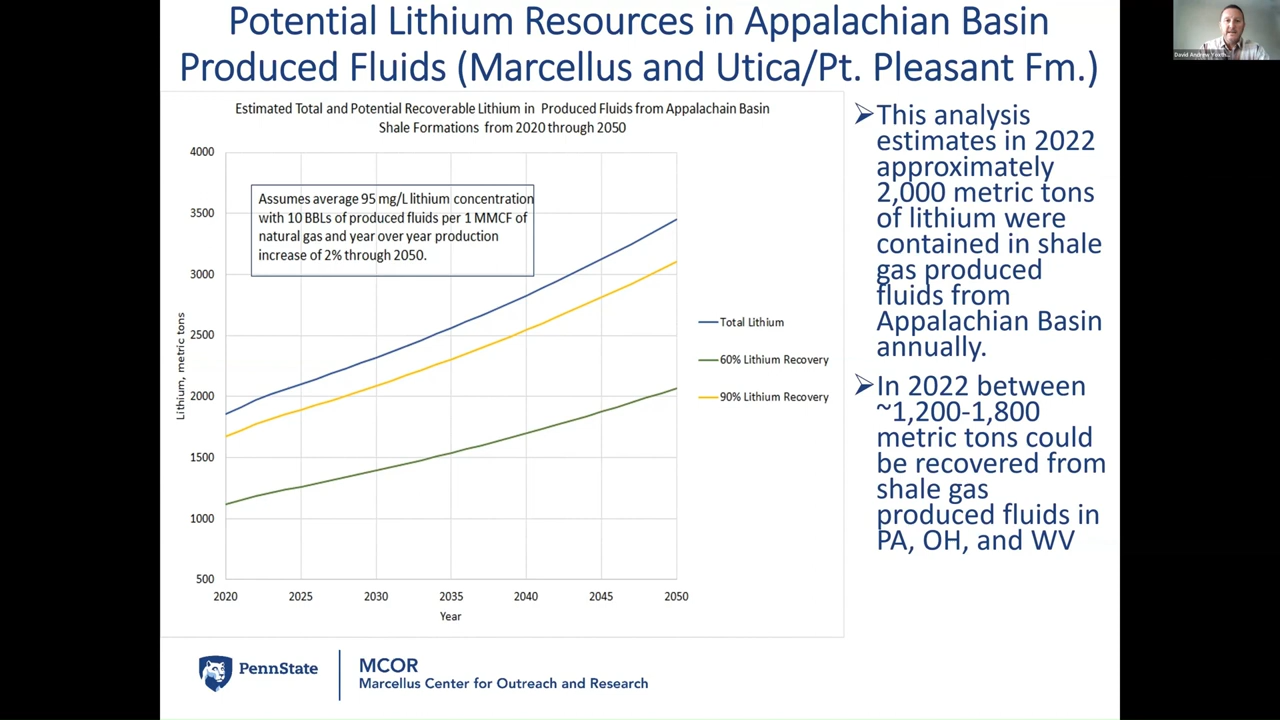 Potential Lithium Resources in Appalachian Basin
Produced Fluids (Marcellus and Utica/Pt. Pleasant Fm.)
Estimated Total and Potential Recoverable Lithium in Produced Fluids from Appalachain Basin
Shale Formations from 2020 through 2050
4000
3500
3000
2500
2000
1500
1000
500
Lithium, metric tons
Assumes average 95 mg/L lithium concentration
with 10 BBLs of produced fluids per 1 MMCF of
natural gas and year over year production
increase of 2% through 2050.
2020 2025 2030 2035 2040 2045 2050
Year
Total Lithium
60% Lithium Recovery
90% Lithium Recovery
➢This analysis
estimates in 2022
approximately
2,000 metric tons
of lithium were
contained in shale
gas produced
fluids from
Appalachian Basin
annually.
➢In 2022 between
~1,200-1,800
metric tons could
be recovered from
shale gas
produced fluids in
PA, OH, and WV
PennState
MCOR
Marcellus Center for Outreach and Research
David Andrew